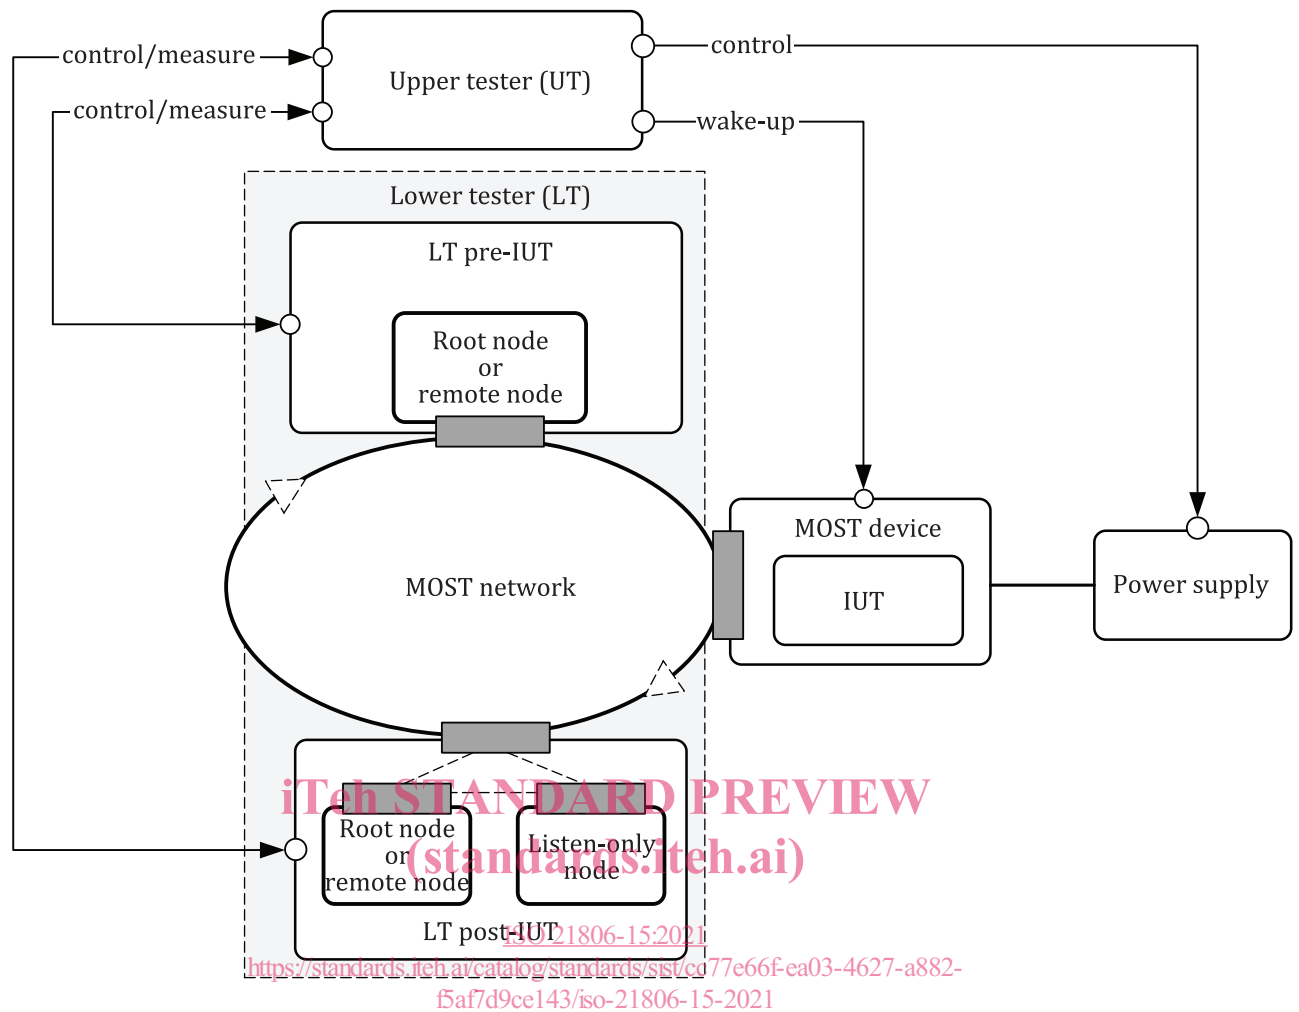 control/measure
control
Upper tester (UT)
control/measure
wake-up
Lower tester (LT)
LT pre-IUT
Root node
or
remote node
MOST device
MOST network
IUT
Power supply
iTeh STANDARD PREVIEW
(standards.iteh.ai)
Root node
or
remote node
Listen-only
node
LT post-IUT
ISO 21806-15:2021
https://standards.iteh.ai/catalog/standards/sist/cc77e66f-ea03-4627-a882-
f5af7d9ce143/iso-21806-15-2021